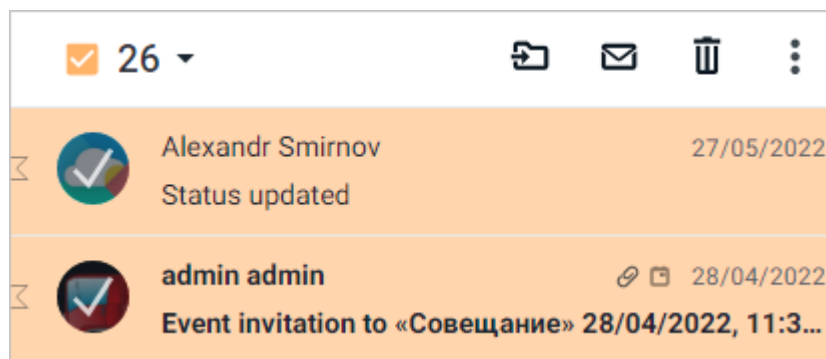 26
Alexandr Smirnov 27/05/2022
Status updated
admin admin 28/04/2022
Event invitation to «Совещание» 28/04/2022, 11:3...